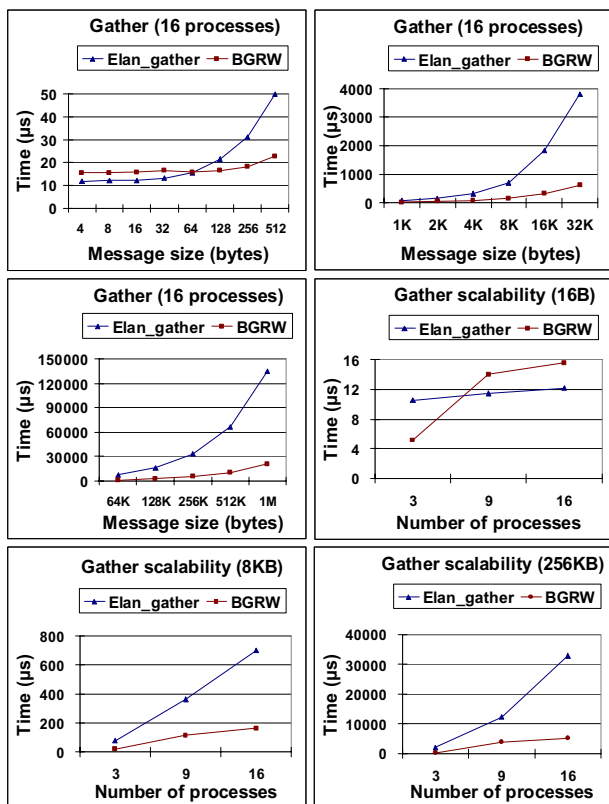 Gather (16 processes)
Elan_gather BGRW
Time (µs)
50
40
30
20
10
0
4 8 16 32 64 128 256 512
Message size (bytes)
Gather (16 processes)
Elan_gather BGRW
Time (µs)
4000
3000
2000
1000
0
1K 2K 4K 8K 16K 32K
Message size (bytes)
Gather (16 processes)
Elan_gather BGRW
Time (µs)
150000
120000
90000
60000
30000
0
64K 128K 256K 512K 1M
Message size (bytes)
Gather scalability (16B)
Elan_gather BGRW
Time (µs)
16
12
8
4
0
3 9 16
Number of processes
Gather scalability (8KB)
Elan_gather BGRW
Time (µs)
800
600
400
200
0
3 9 16
Number of processes
Gather scalability (256KB)
Elan_gather BGRW
Time (µs)
40000
30000
20000
10000
0
3 9 16
Number of processes